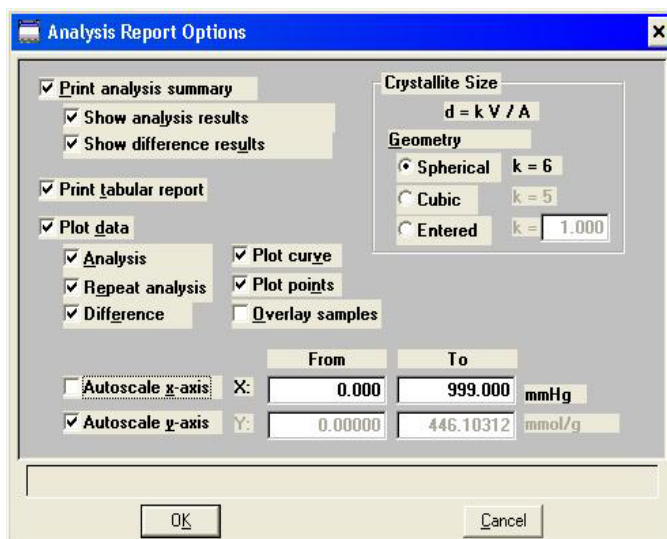 Analysis Report Options
Print analysis summary
Show analysis results
Show difference results
Print tabular report
Plot data
Analysis
Plot curve
Repeat analysis
Plot points
Difference
Overlay samples
Crystallite Size
d = k V / A
Geometry
Spherical k = 6
Cubic k = 5
Entered k = 1.000
From To
Autoscale x-axis X: 0.000 999.000 mmHg
Autoscale y-axis Y: 0.00000 446.10312 mmol/g
OK Cancel